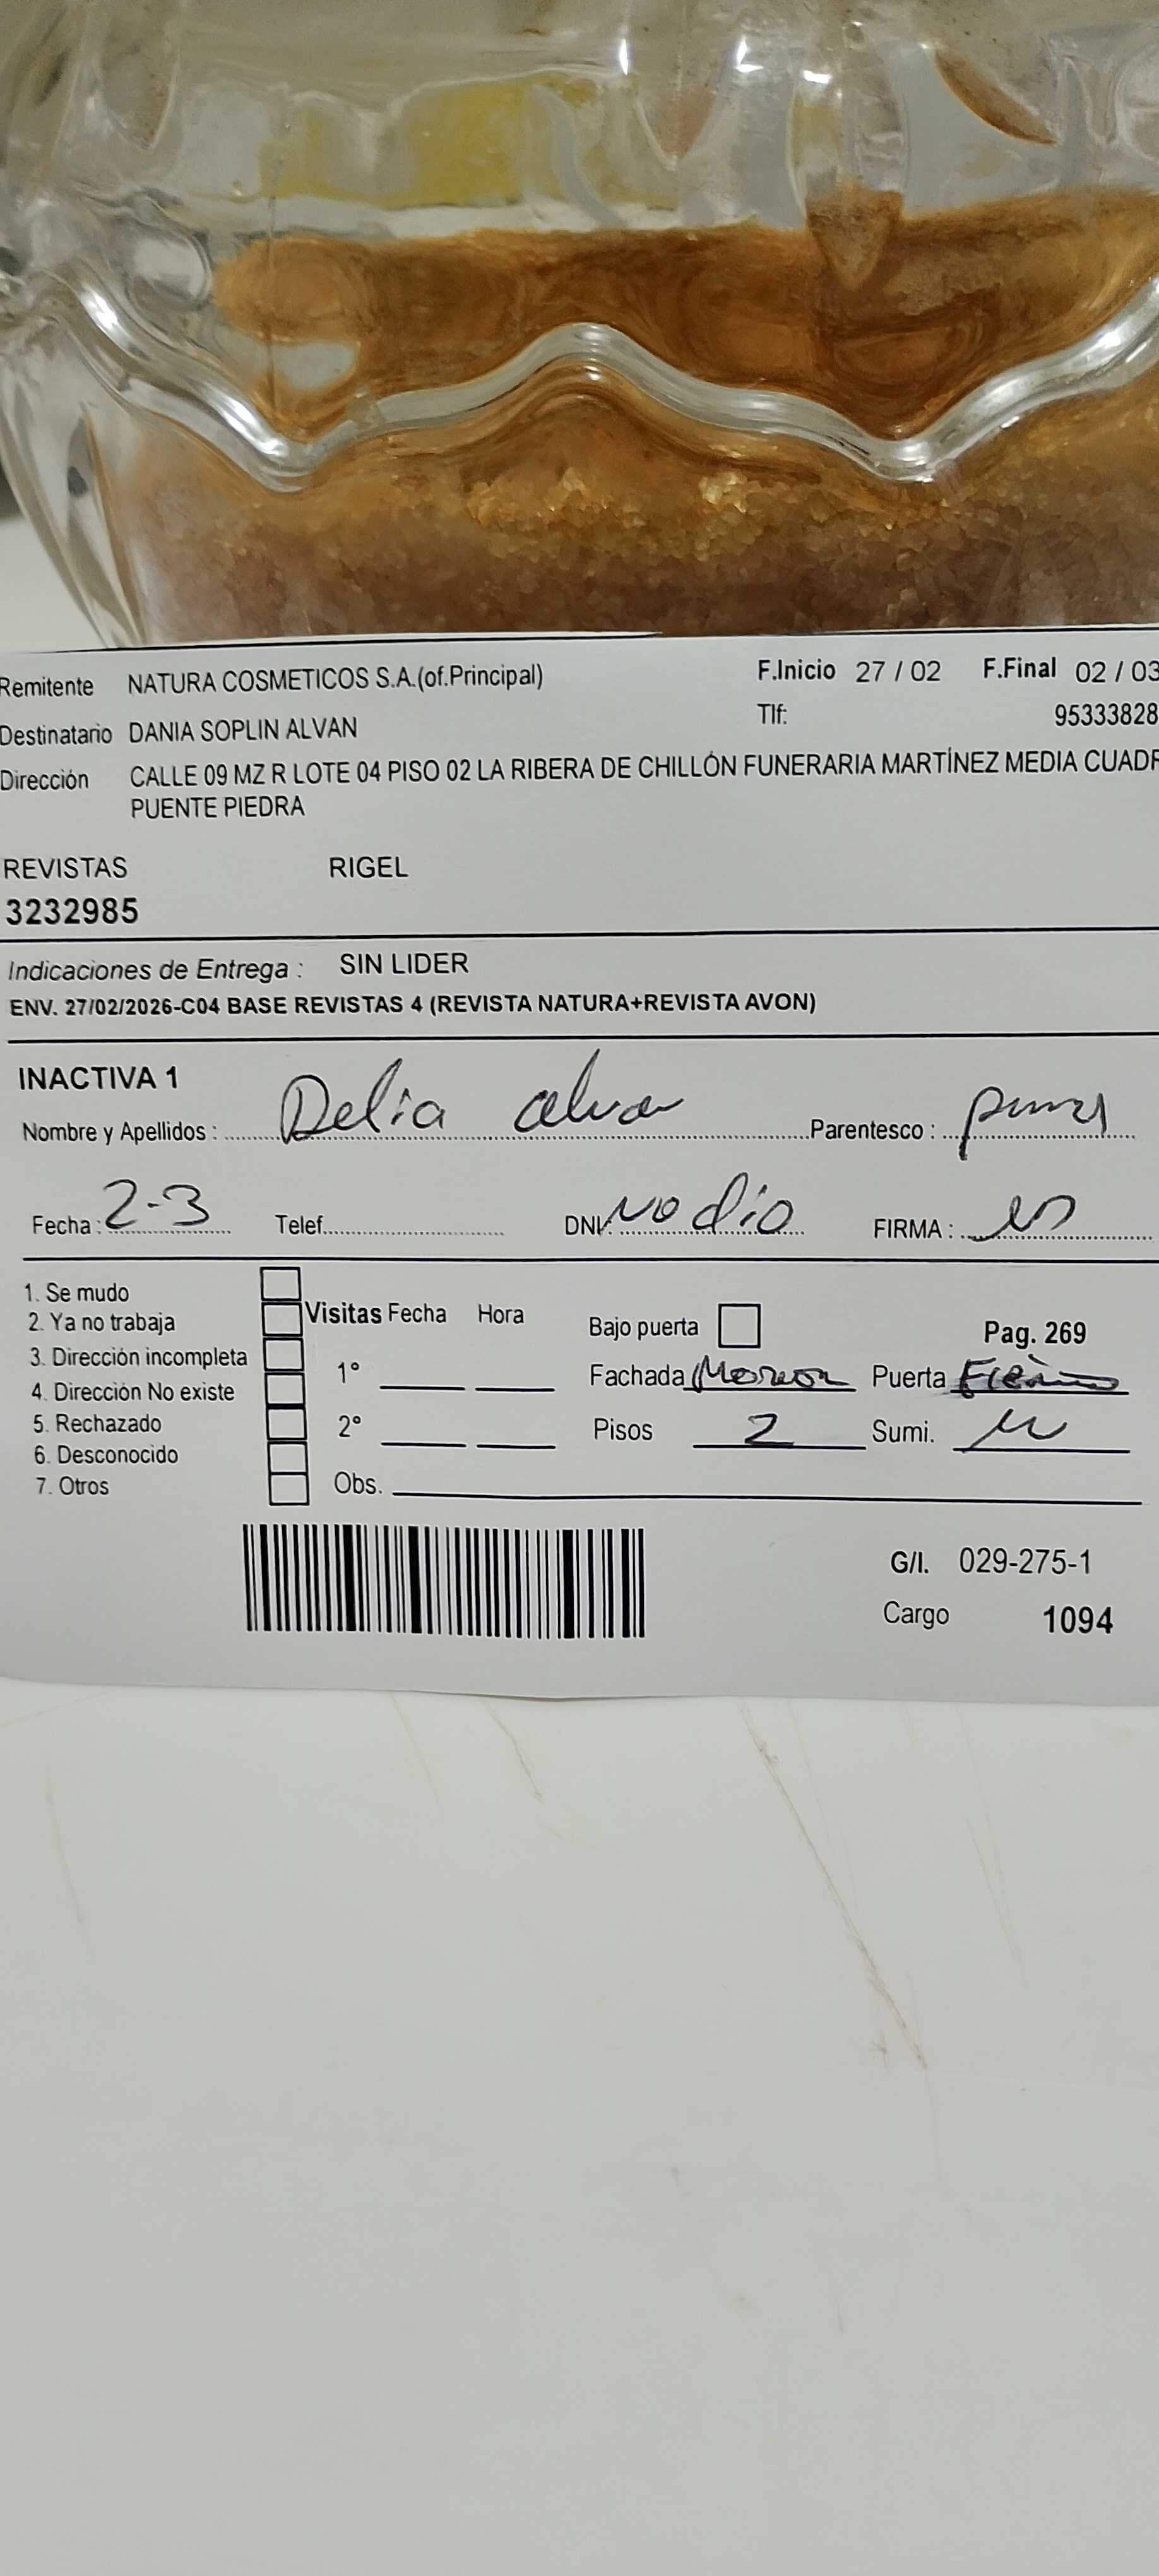 Remitente NATURA COSMETICOS S.A.(of.Principal) F.Inicio 27 / 02 F.Final 02 / 03
Destinatario DANIA SOPLIN ALVAN Tlf: 95333828
Dirección CALLE 09 MZ R LOTE 04 PISO 02 LA RIBERA DE CHILLÓN FUNERARIA MARTÍNEZ MEDIA CUADR
PUENTE PIEDRA
REVISTAS RIGEL
3232985
Indicaciones de Entrega : SIN LIDER
ENV. 27/02/2026-C04 BASE REVISTAS 4 (REVISTA NATURA+REVISTA AVON)
INACTIVA 1
Nombre y Apellidos : Delia alvan Parentesco :
Fecha : 2-3 Telef. DNI: No dio FIRMA :
1. Se mudo
2. Ya no trabaja
3. Dirección incompleta
4. Dirección No existe
5. Rechazado
6. Desconocido
7. Otros
Visitas Fecha Hora
1°
2°
Obs.
Bajo puerta Pag. 269
Fachada Puerta
Pisos 2 Sumi.
G/I. 029-275-1
Cargo 1094